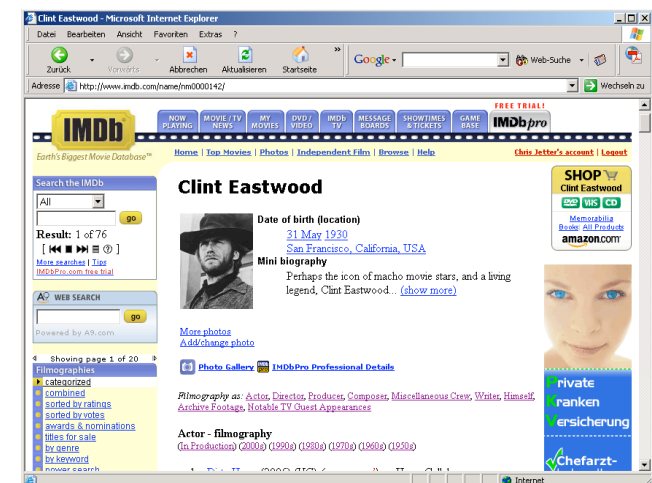 Clint Eastwood - Microsoft Internet Explorer
Datei Bearbeiten Ansicht Favoriten Extras ?
Zurück Vorwärts Abbrechen Aktualisieren Startseite » Google Web-Suche »
Adresse http://www.imdb.com/name/nm0000142/ Wechseln zu
FREE TRIAL!
NOW PLAYING MOVIE / TV NEWS MY MOVIES DVD / VIDEO IMDb TV MESSAGE BOARDS SHOWTIMES & TICKETS GAME BASE IMDbpro
IMDb
Earth's Biggest Movie Database™
Home | Top Movies | Photos | Independent Film | Browse | Help
Chris Jetter's account | Logout
Search the IMDb
All
go
Result: 1 of 76
More searches | Tips
IMDbPro.com free trial
A9 WEB SEARCH
go
Powered by A9.com
Showing page 1 of 20
Filmographies
categorized
combined
sorted by ratings
sorted by votes
awards & nominations
titles for sale
by genre
by keyword
power search
Clint Eastwood
Date of birth (location)
31 May 1930
San Francisco, California, USA
Mini biography
Perhaps the icon of macho movie stars, and a living
legend, Clint Eastwood... (show more)
More photos
Add/change photo
Photo Gallery IMDbPro Professional Details
Filmography as: Actor, Director, Producer, Composer, Miscellaneous Crew, Writer, Himself,
Archive Footage, Notable TV Guest Appearances
Actor - filmography
(In Production) (2000s) (1990s) (1980s) (1970s) (1960s) (1950s)
SHOP
Clint Eastwood
DVD VHS CD
Memorabilia
Books All Products
amazon.com
Private
Kranken
Versicherung
Chefarzt-
Internet